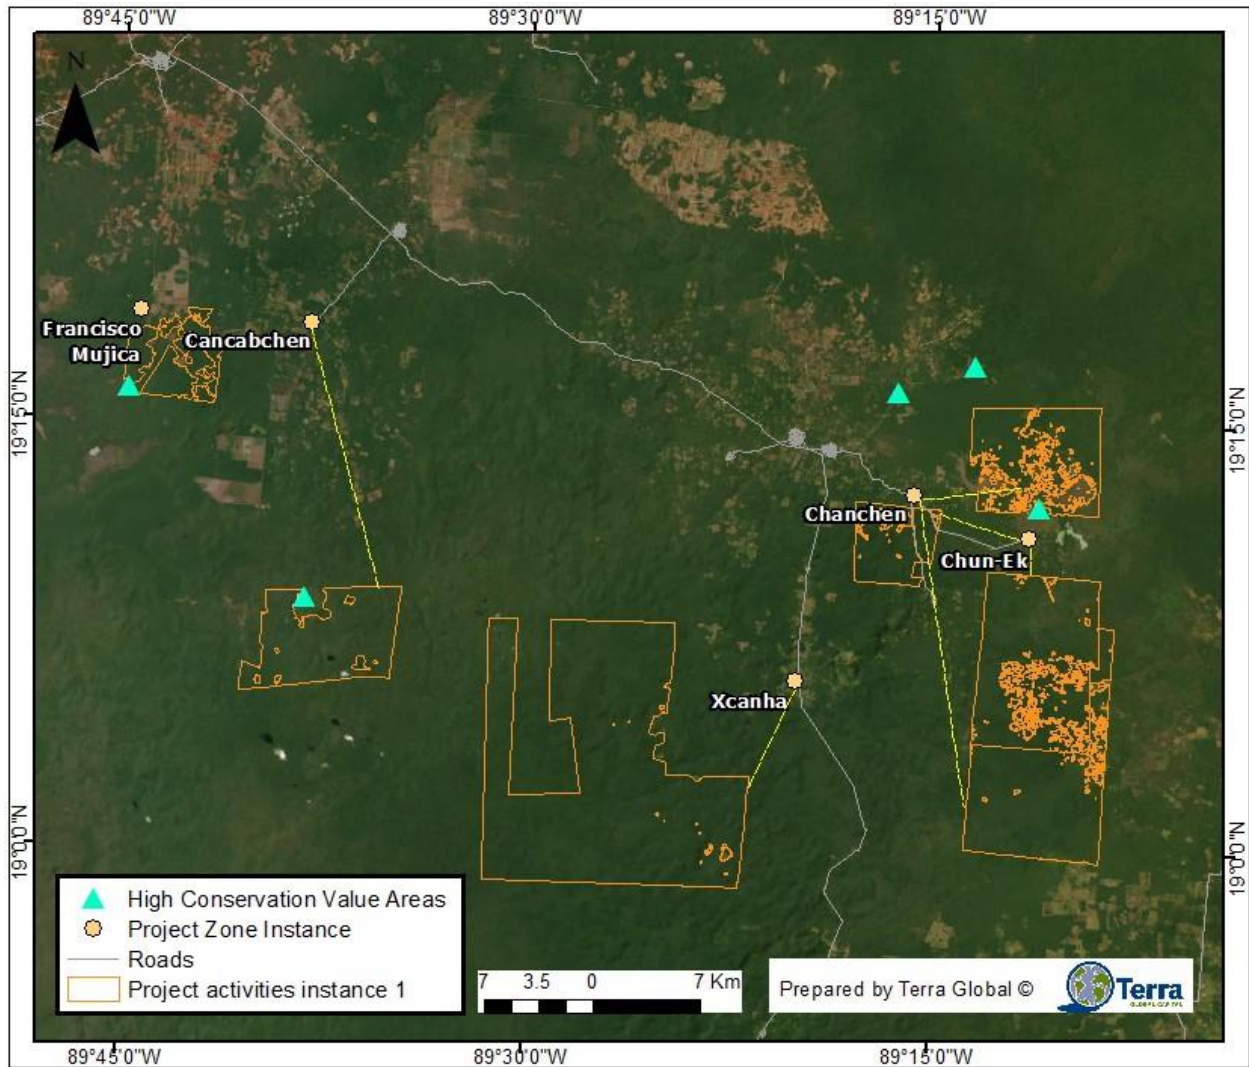 89°45'0"W 89°30'0"W 89°15'0"W
N
Francisco
Mujica
Cancabchen
19°15'0"N
19°15'0"N
Chanchen
Chun-Ek
Xcanha
19°0'0"N
19°0'0"N
High Conservation Value Areas
Project Zone Instance
Roads
Project activities instance 1
7 3.5 0 7 Km
Prepared by Terra Global ©
Terra
GLOBAL CAPITAL
89°45'0"W 89°30'0"W 89°15'0"W